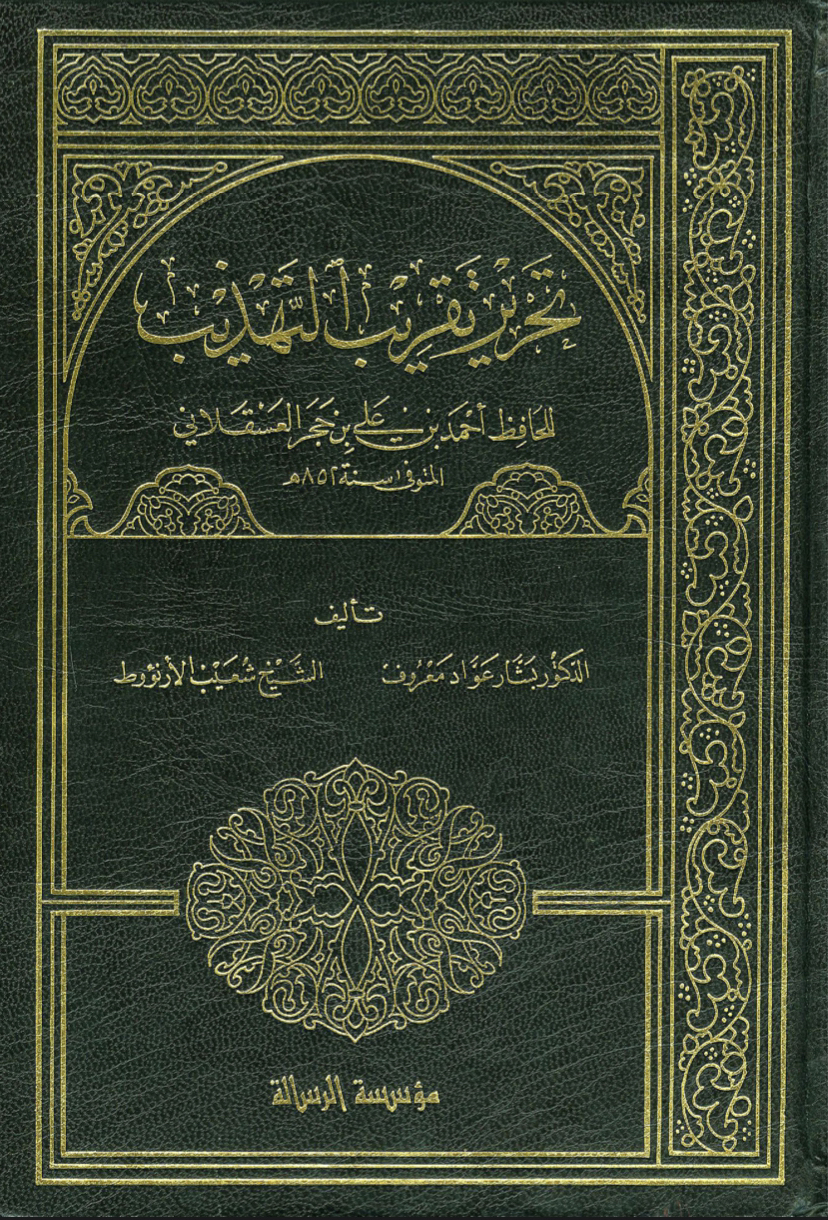 تحرير تقريب التهذيب
للحافظ أحمد بن علي بن حجر العسقلاني
المتوفى سنة ٨٥٢هـ
تأليف
الدكتور بشار عواد معروف الشيخ شعيب الأرنؤوط
مؤسسة الرسالة